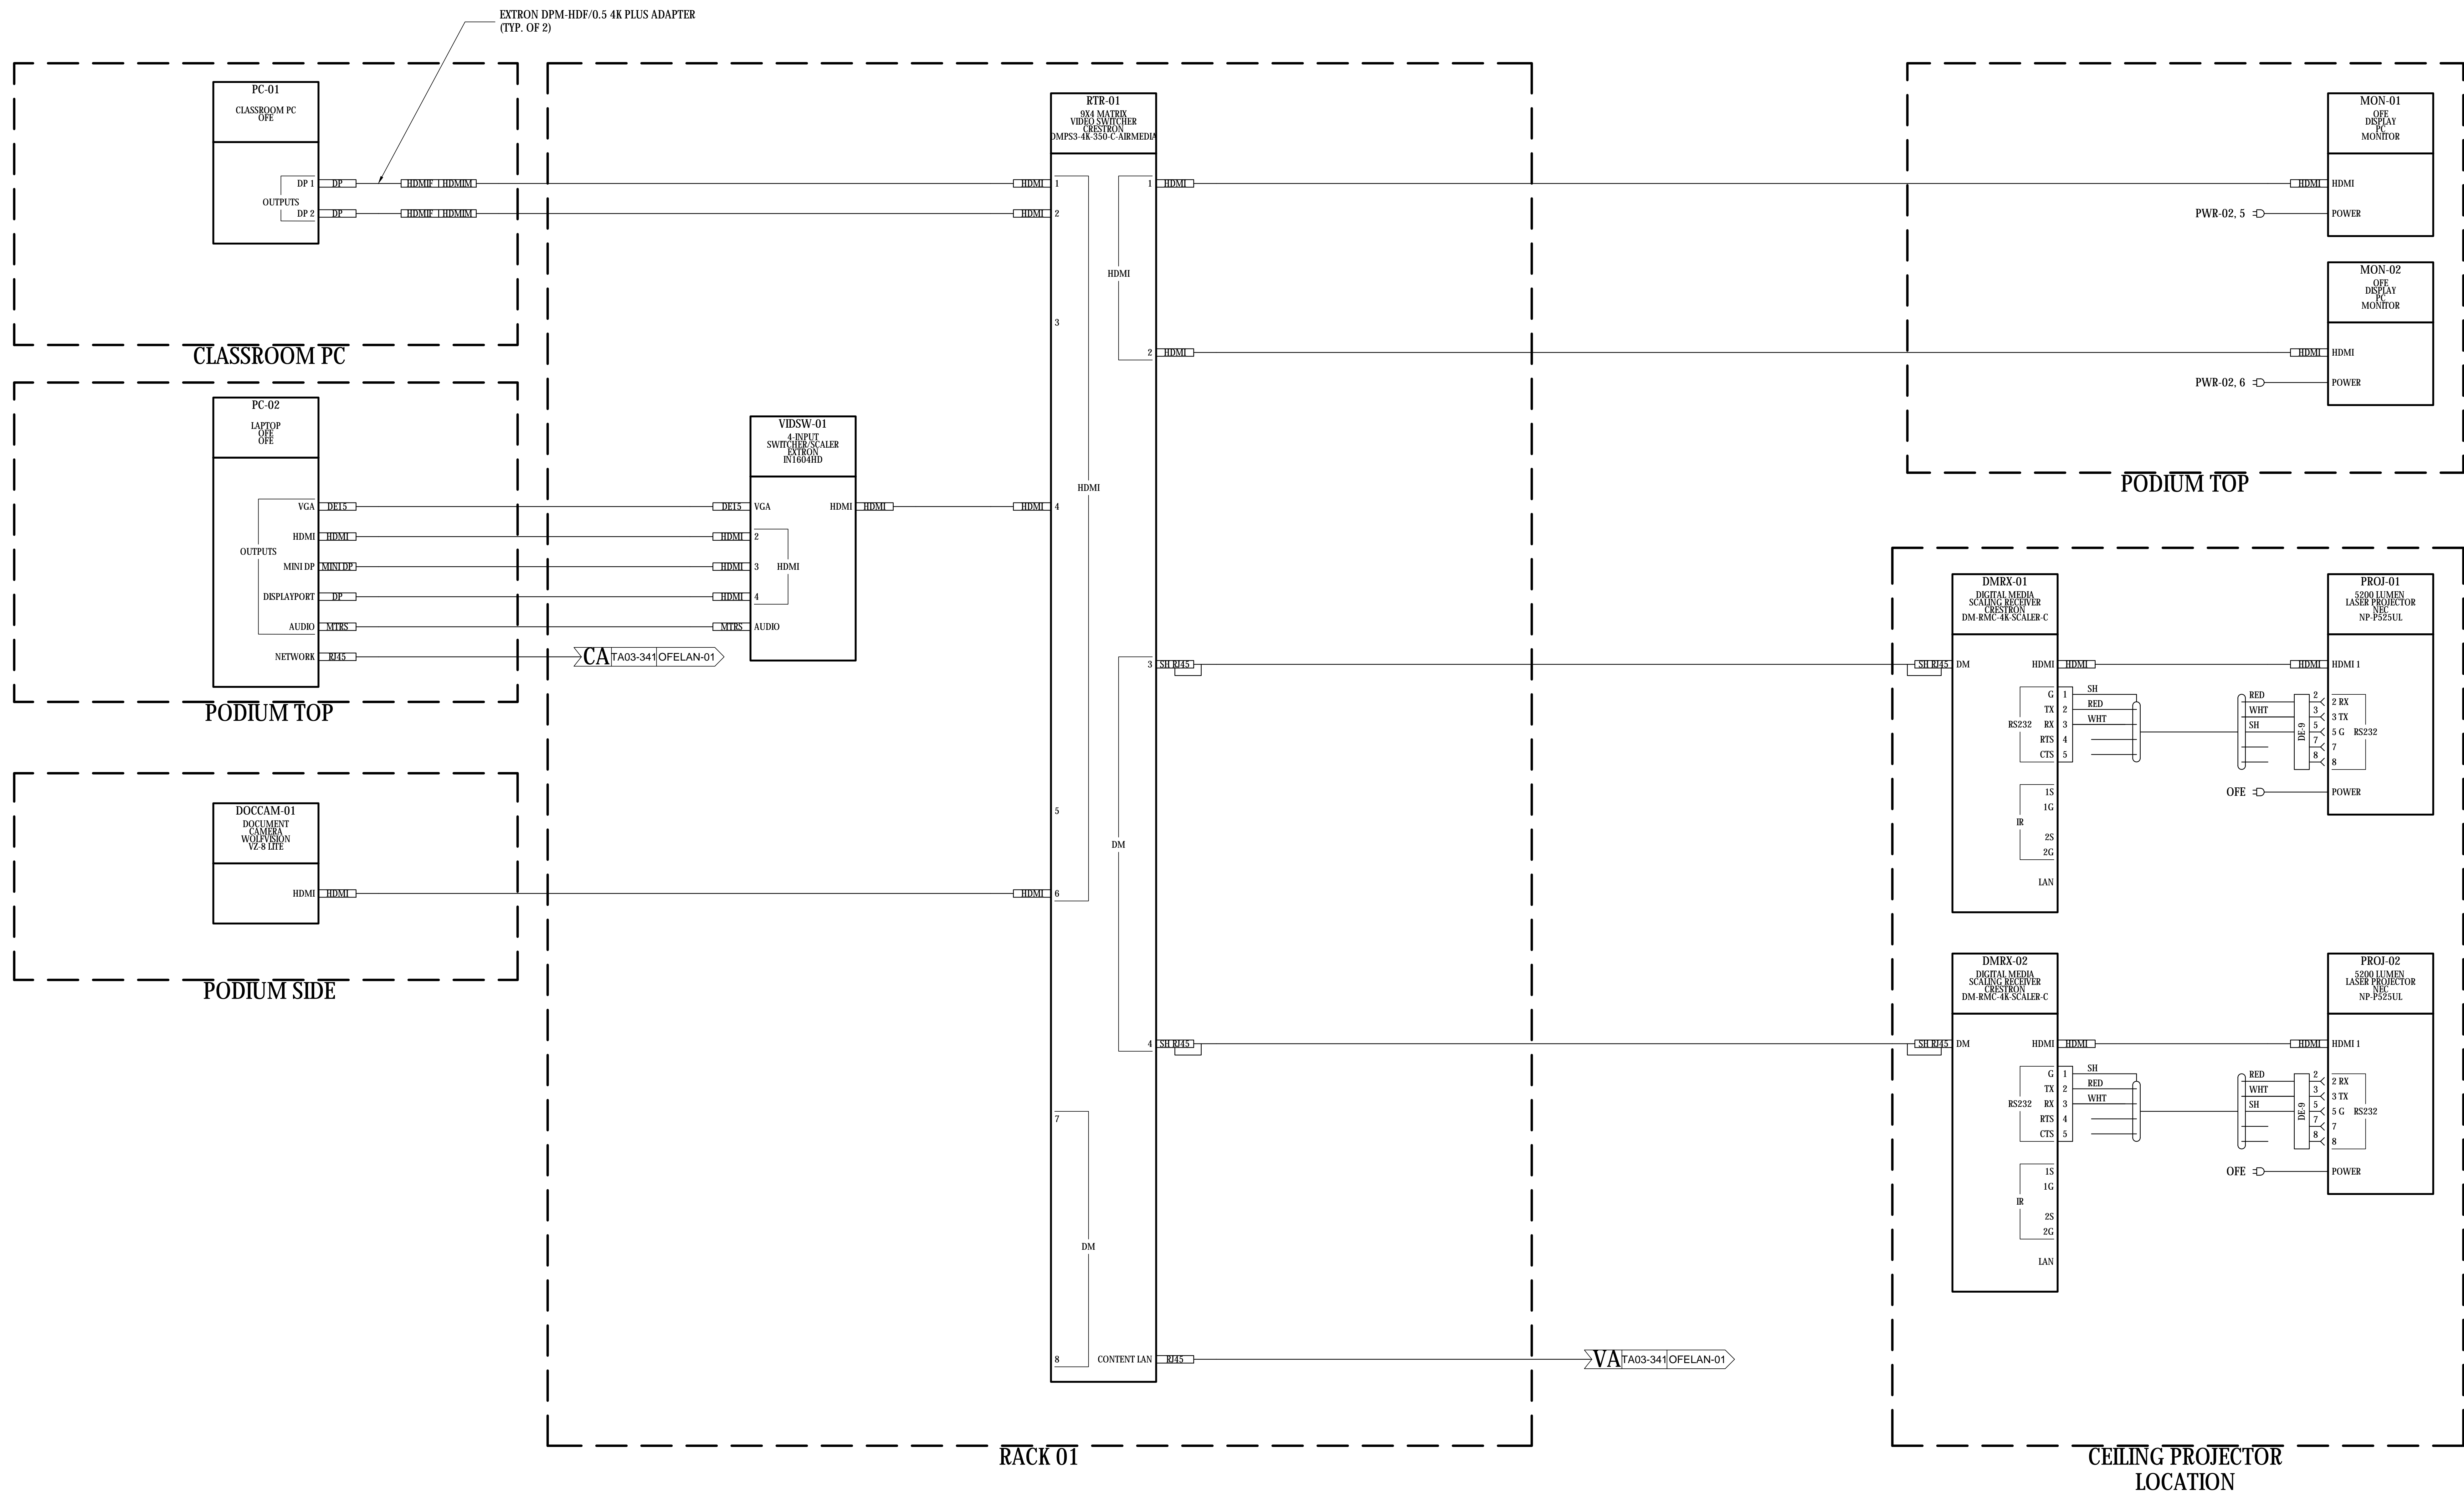 EXTRON DPM-HDF/0.5 4K PLUS ADAPTER
(TYP. OF 2)
PC-01
CLASSROOM PC
OFE
DP 1
DP
HDMIF
HDMIM
OUTPUTS
DP 2
DP
HDMIF
HDMIM
CLASSROOM PC
PC-02
LAPTOP
OFE
OFE
VGA
DE15
HDMI
HDMI
OUTPUTS
MINI DP
MINI DP
DISPLAYPORT
DP
AUDIO
MTRS
NETWORK
RJ45
CA
TA03-341
OFELAN-01
PODIUM TOP
DOCCAM-01
DOCUMENT
CAMERA
WOLFVISION
VZ-8 LITE
HDMI
HDMI
PODIUM SIDE
VIDSW-01
4-INPUT
SWITCHER/SCALER
EXTRON
IN1604HD
DE15
VGA
HDMI
HDMI
HDMI
2
HDMI
3
HDMI
HDMI
4
MTRS
AUDIO
RTR-01
9X4 MATRIX
VIDEO SWITCHER
CRESTRON
DMPS3-4K-350-C-AIRMEDIA
HDMI
1
HDMI
2
3
HDMI
HDMI
4
5
HDMI
6
7
DM
8
1
HDMI
HDMI
2
HDMI
3
SH RJ45
DM
4
SH RJ45
CONTENT LAN
RJ45
VA
TA03-341
OFELAN-01
RACK 01
MON-01
OFE
DISPLAY
PC
MONITOR
HDMI
HDMI
PWR-02, 5
POWER
MON-02
OFE
DISPLAY
PC
MONITOR
HDMI
HDMI
PWR-02, 6
POWER
PODIUM TOP
DMRX-01
DIGITAL MEDIA
SCALING RECEIVER
CRESTRON
DM-RMC-4K-SCALER-C
SH RJ45
DM
HDMI
HDMI
G
1
SH
TX
2
RED
RS232
RX
3
WHT
RTS
4
CTS
5
1S
1G
IR
2S
2G
LAN
PROJ-01
5200 LUMEN
LASER PROJECTOR
NEC
NP-P525UL
HDMI
HDMI 1
RED
2
2 RX
WHT
3
3 TX
SH
5
5 G
RS232
DE-9
7
7
8
8
OFE
POWER
DMRX-02
DIGITAL MEDIA
SCALING RECEIVER
CRESTRON
DM-RMC-4K-SCALER-C
SH RJ45
DM
HDMI
HDMI
G
1
SH
TX
2
RED
RS232
RX
3
WHT
RTS
4
CTS
5
1S
1G
IR
2S
2G
LAN
PROJ-02
5200 LUMEN
LASER PROJECTOR
NEC
NP-P525UL
HDMI
HDMI 1
RED
2
2 RX
WHT
3
3 TX
SH
5
5 G
RS232
DE-9
7
7
8
8
OFE
POWER
CEILING PROJECTOR
LOCATION